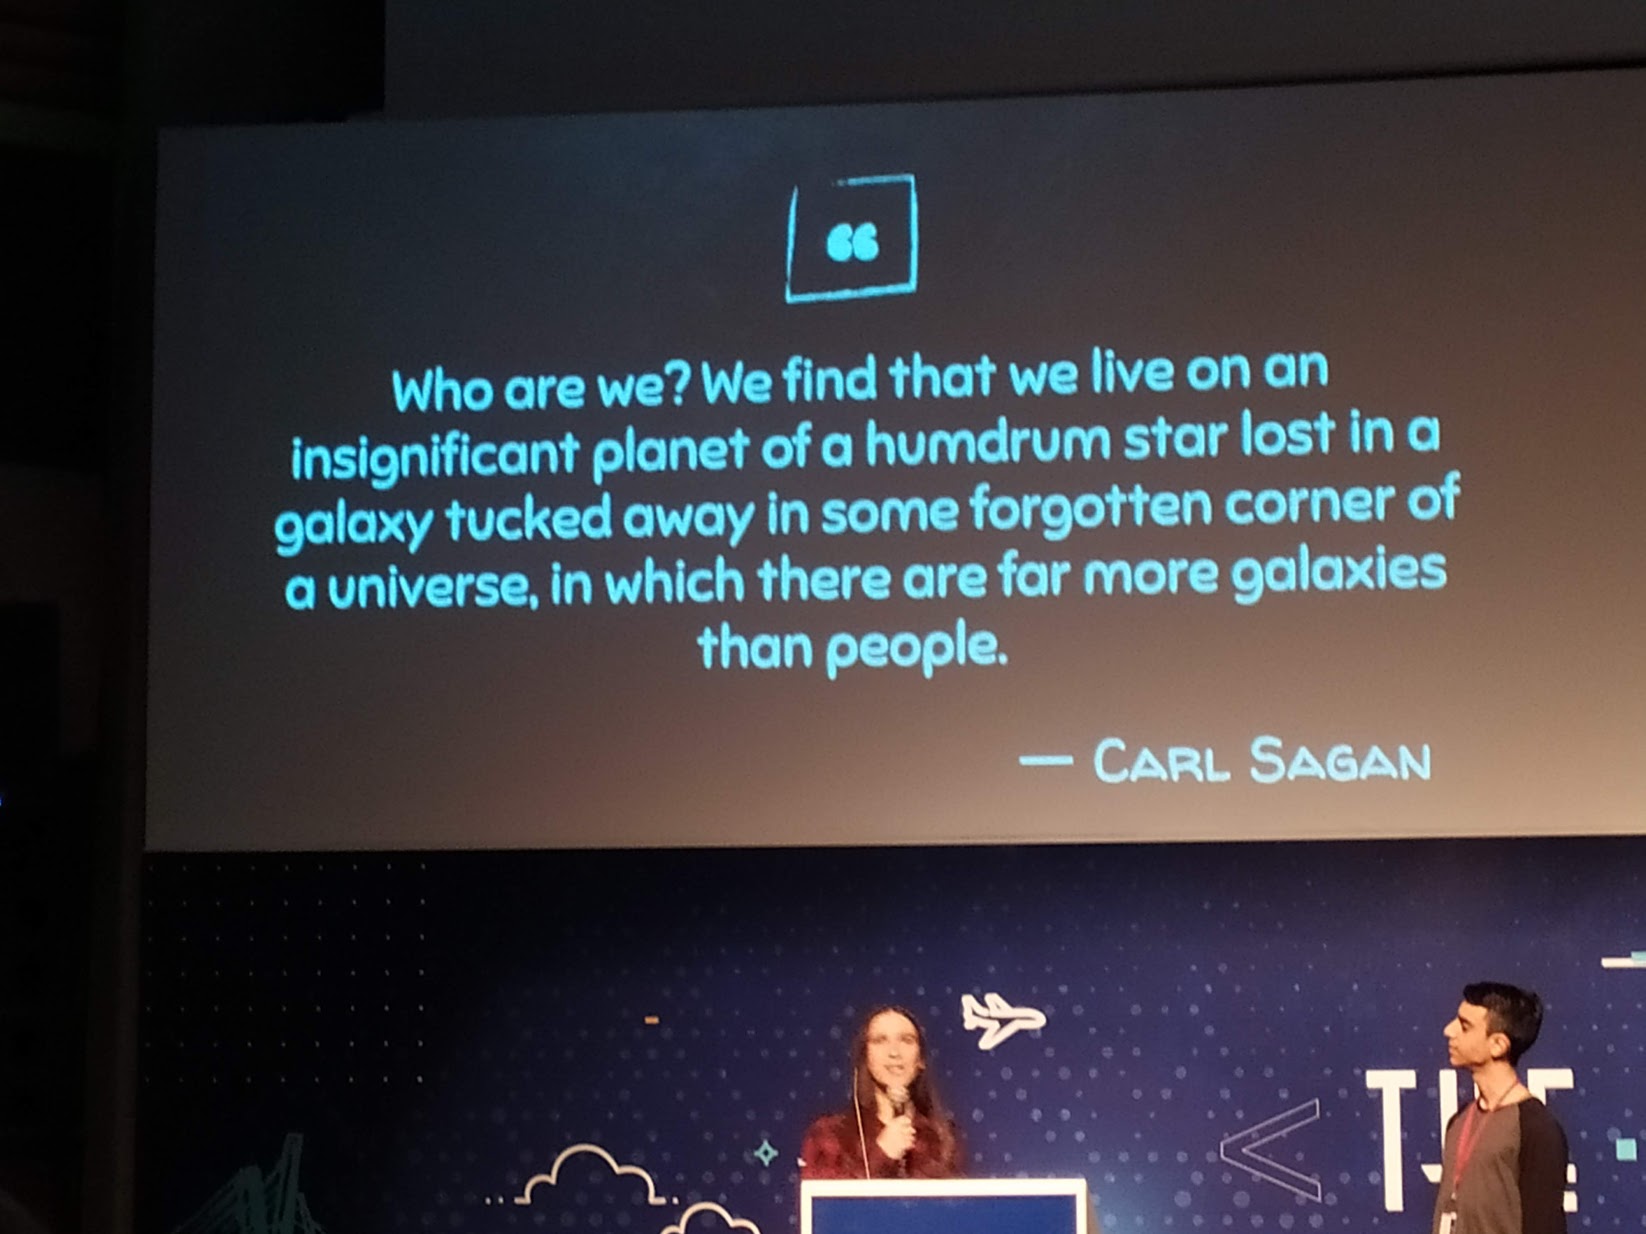 “
Who are we? We find that we live on an
insignificant planet of a humdrum star lost in a
galaxy tucked away in some forgotten corner of
a universe, in which there are far more galaxies
than people.
— CARL SAGAN
< THE